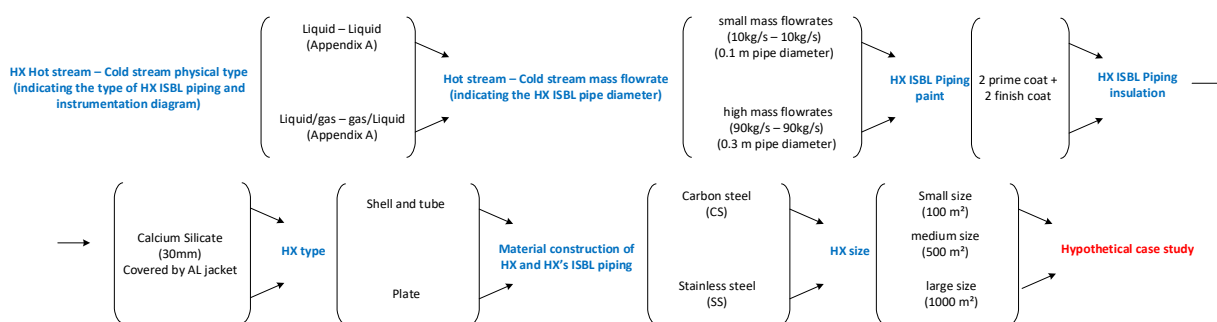 HX Hot stream – Cold stream physical type
(indicating the type of HX ISBL piping and
instrumentation diagram)
Liquid – Liquid
(Appendix A)
Liquid/gas – gas/Liquid
(Appendix A)
Hot stream – Cold stream mass flowrate
(indicating the HX ISBL pipe diameter)
small mass flowrates
(10kg/s – 10kg/s)
(0.1 m pipe diameter)
high mass flowrates
(90kg/s – 90kg/s)
(0.3 m pipe diameter)
HX ISBL Piping
paint
2 prime coat +
2 finish coat
HX ISBL Piping
insulation
Calcium Silicate
(30mm)
Covered by AL jacket
HX type
Shell and tube
Plate
Material construction of
HX and HX's ISBL piping
Carbon steel
(CS)
Stainless steel
(SS)
HX size
Small size
(100 m²)
medium size
(500 m²)
large size
(1000 m²)
Hypothetical case study